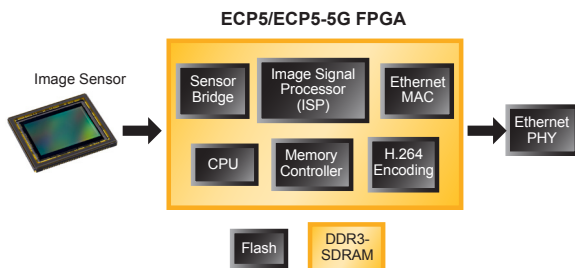 ECP5/ECP5-5G FPGA
Image Sensor
Sensor
Bridge
Image Signal
Processor
(ISP)
Ethernet
MAC
CPU
Memory
Controller
H.264
Encoding
Ethernet
PHY
Flash
DDR3-
SDRAM